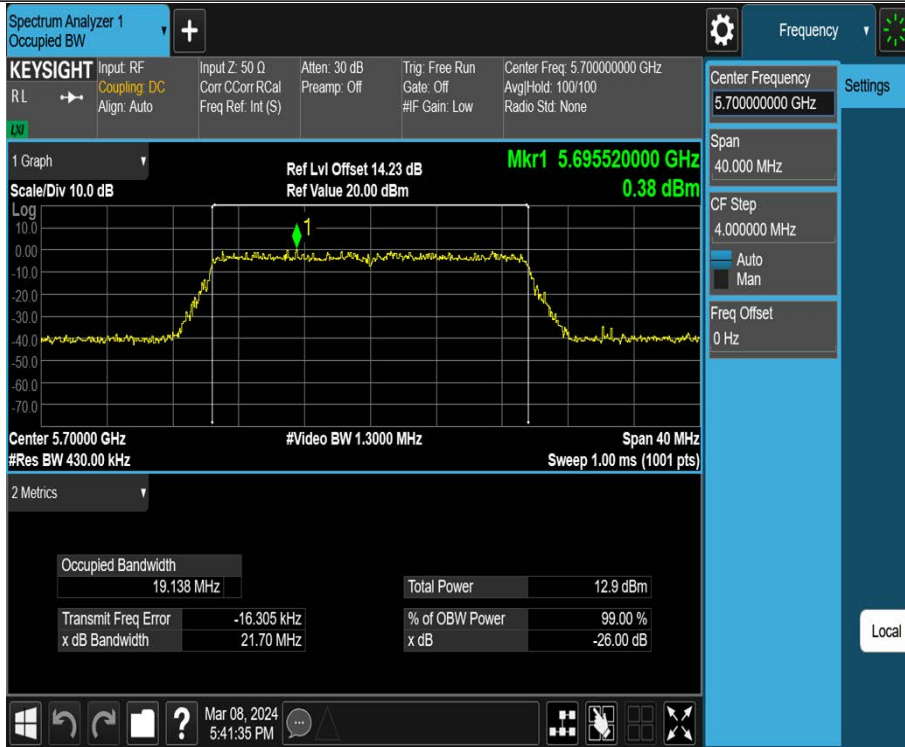 Spectrum Analyzer 1
Occupied BW
+
Frequency
KEYSIGHT
R L
LXI
Input: RF
Coupling: DC
Align: Auto
Input Z: 50 Ω
Corr CCorr RCal
Freq Ref: Int (S)
Atten: 30 dB
Preamp: Off
Trig: Free Run
Gate: Off
#IF Gain: Low
Center Freq: 5.700000000 GHz
Avg|Hold: 100/100
Radio Std: None
Center Frequency
5.700000000 GHz
Settings
Span
40.000 MHz
CF Step
4.000000 MHz
Auto
Man
Freq Offset
0 Hz
Local
1 Graph
Scale/Div 10.0 dB
Ref Lvl Offset 14.23 dB
Ref Value 20.00 dBm
Mkr1 5.695520000 GHz
0.38 dBm
Log
10.0
0.00
-10.0
-20.0
-30.0
-40.0
-50.0
-60.0
-70.0
1
Center 5.70000 GHz
#Video BW 1.3000 MHz
Span 40 MHz
#Res BW 430.00 kHz
Sweep 1.00 ms (1001 pts)
2 Metrics
Occupied Bandwidth
19.138 MHz
Total Power 12.9 dBm
Transmit Freq Error -16.305 kHz
% of OBW Power 99.00 %
x dB Bandwidth 21.70 MHz
x dB -26.00 dB
?
Mar 08, 2024
5:41:35 PM